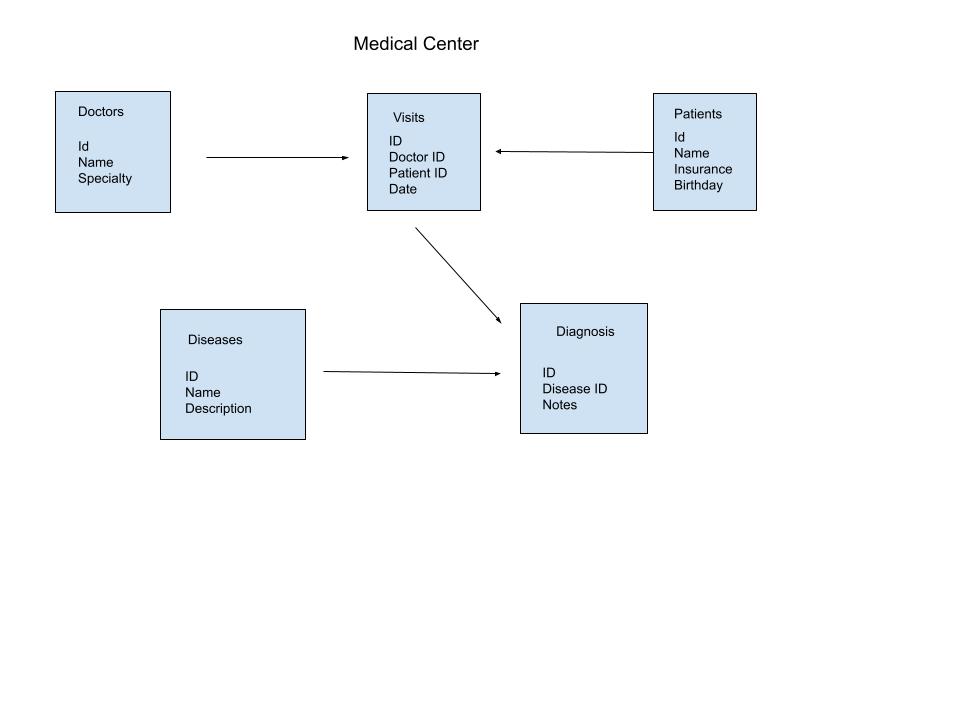 Medical Center
Doctors
Id
Name
Specialty
Visits
ID
Doctor ID
Patient ID
Date
Patients
Id
Name
Insurance
Birthday
Diseases
ID
Name
Description
Diagnosis
ID
Disease ID
Notes